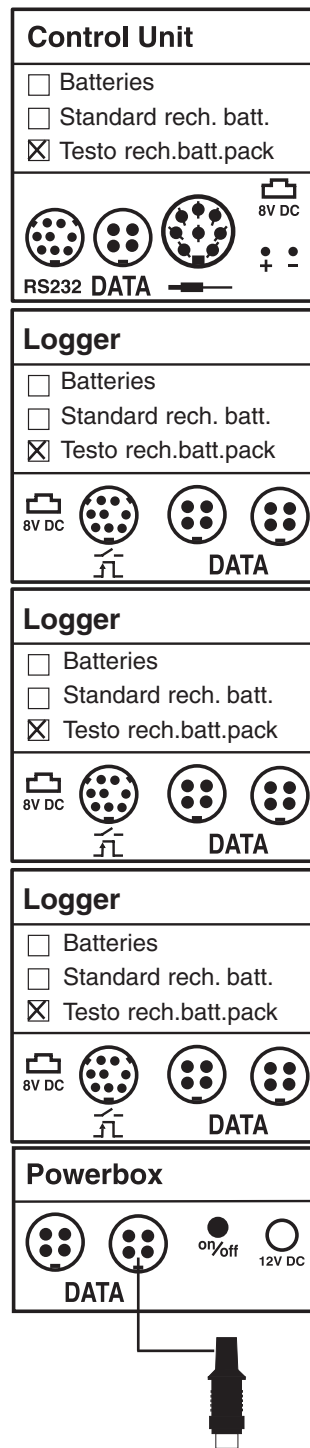 Control Unit
Batteries
Standard rech. batt.
Testo rech.batt.pack
8V DC
+ -
RS232 DATA
Logger
Batteries
Standard rech. batt.
Testo rech.batt.pack
8V DC
DATA
Logger
Batteries
Standard rech. batt.
Testo rech.batt.pack
8V DC
DATA
Logger
Batteries
Standard rech. batt.
Testo rech.batt.pack
8V DC
DATA
Powerbox
on/off
12V DC
DATA